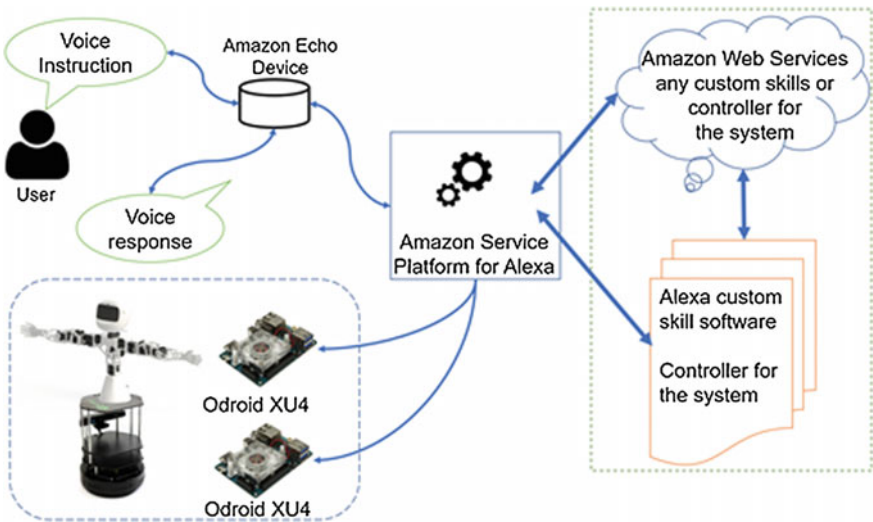 Voice
Instruction
Amazon Echo
Device
User
Voice
response
Amazon Service
Platform for Alexa
Amazon Web Services
any custom skills or
controller for
the system
Alexa custom
skill software
Controller for
the system
Odroid XU4
Odroid XU4